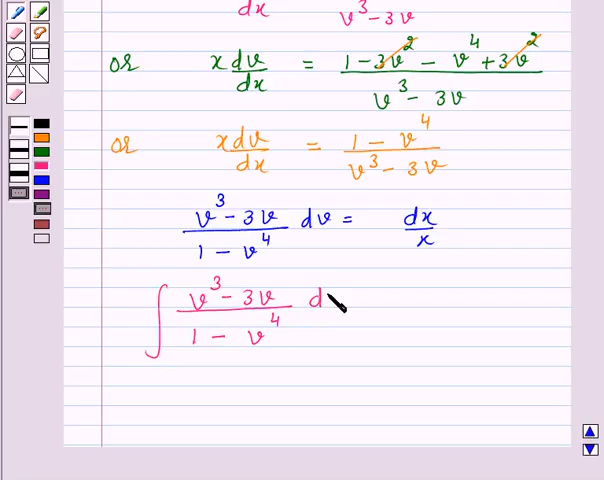 dx v³ - 3v
or x dv/dx = (1 - 3v² - v⁴ + 3v²)/(v³ - 3v)
or x dv/dx = (1 - v⁴)/(v³ - 3v)
(v³ - 3v)/(1 - v⁴) dv = dx/x
∫ (v³ - 3v)/(1 - v⁴) d